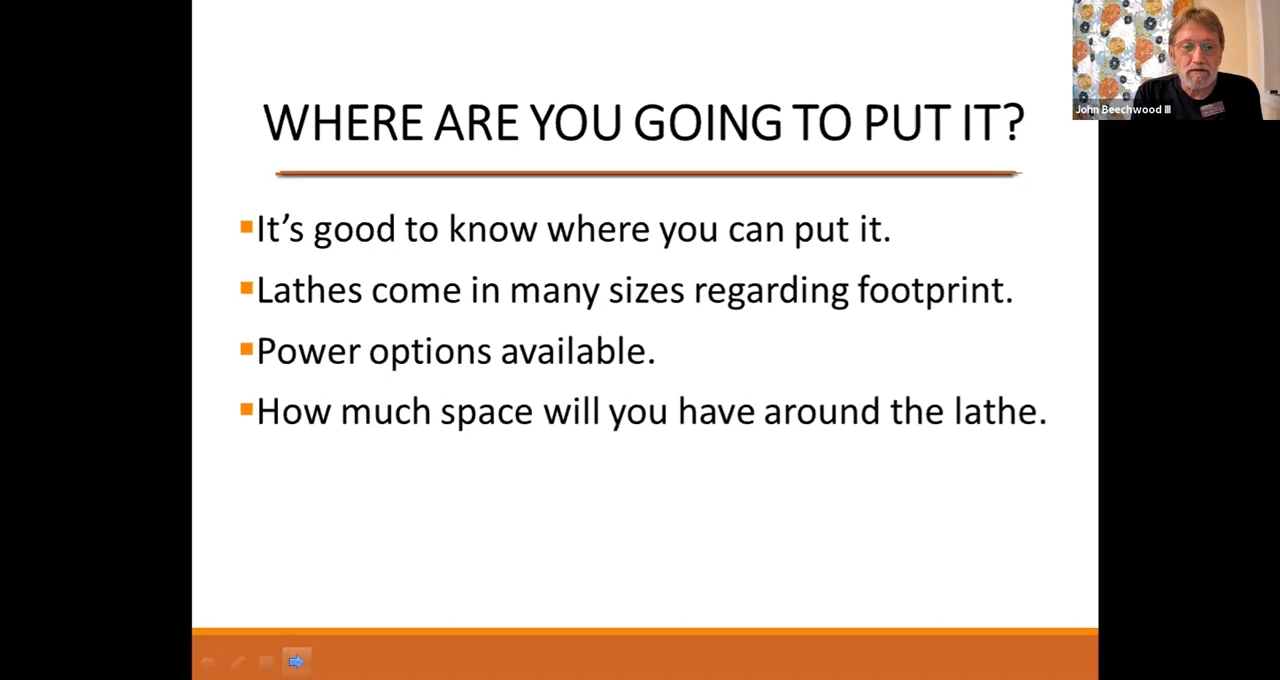 WHERE ARE YOU GOING TO PUT IT?
It’s good to know where you can put it.
Lathes come in many sizes regarding footprint.
Power options available.
How much space will you have around the lathe.
John Beechwood III